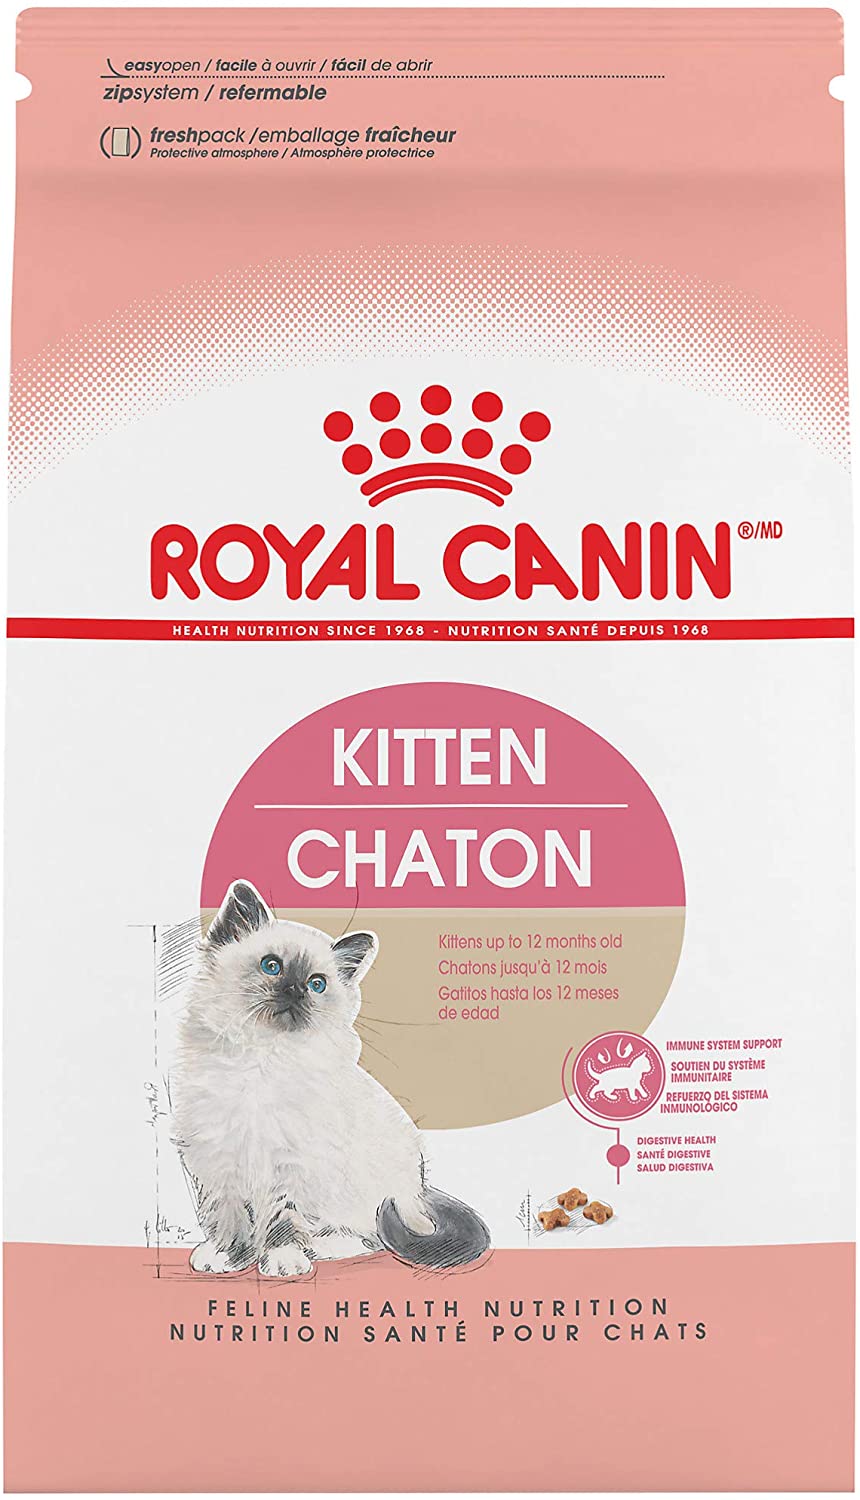 easyopen / facile à ouvrir / fácil de abrir
zipsystem / refermable
freshpack /emballage fraîcheur
Protective atmosphere / Atmosphère protectrice
ROYAL CANIN®/MD
HEALTH NUTRITION SINCE 1968 - NUTRITION SANTÉ DEPUIS 1968
KITTEN
CHATON
Kittens up to 12 months old
Chatons jusqu'à 12 mois
Gatitos hasta los 12 meses
de edad
IMMUNE SYSTEM SUPPORT
SOUTIEN DU SYSTÈME
IMMUNITAIRE
REFUERZO DEL SISTEMA
INMUNOLÓGICO
DIGESTIVE HEALTH
SANTÉ DIGESTIVE
SALUD DIGESTIVA
FELINE HEALTH NUTRITION
NUTRITION SANTÉ POUR CHATS